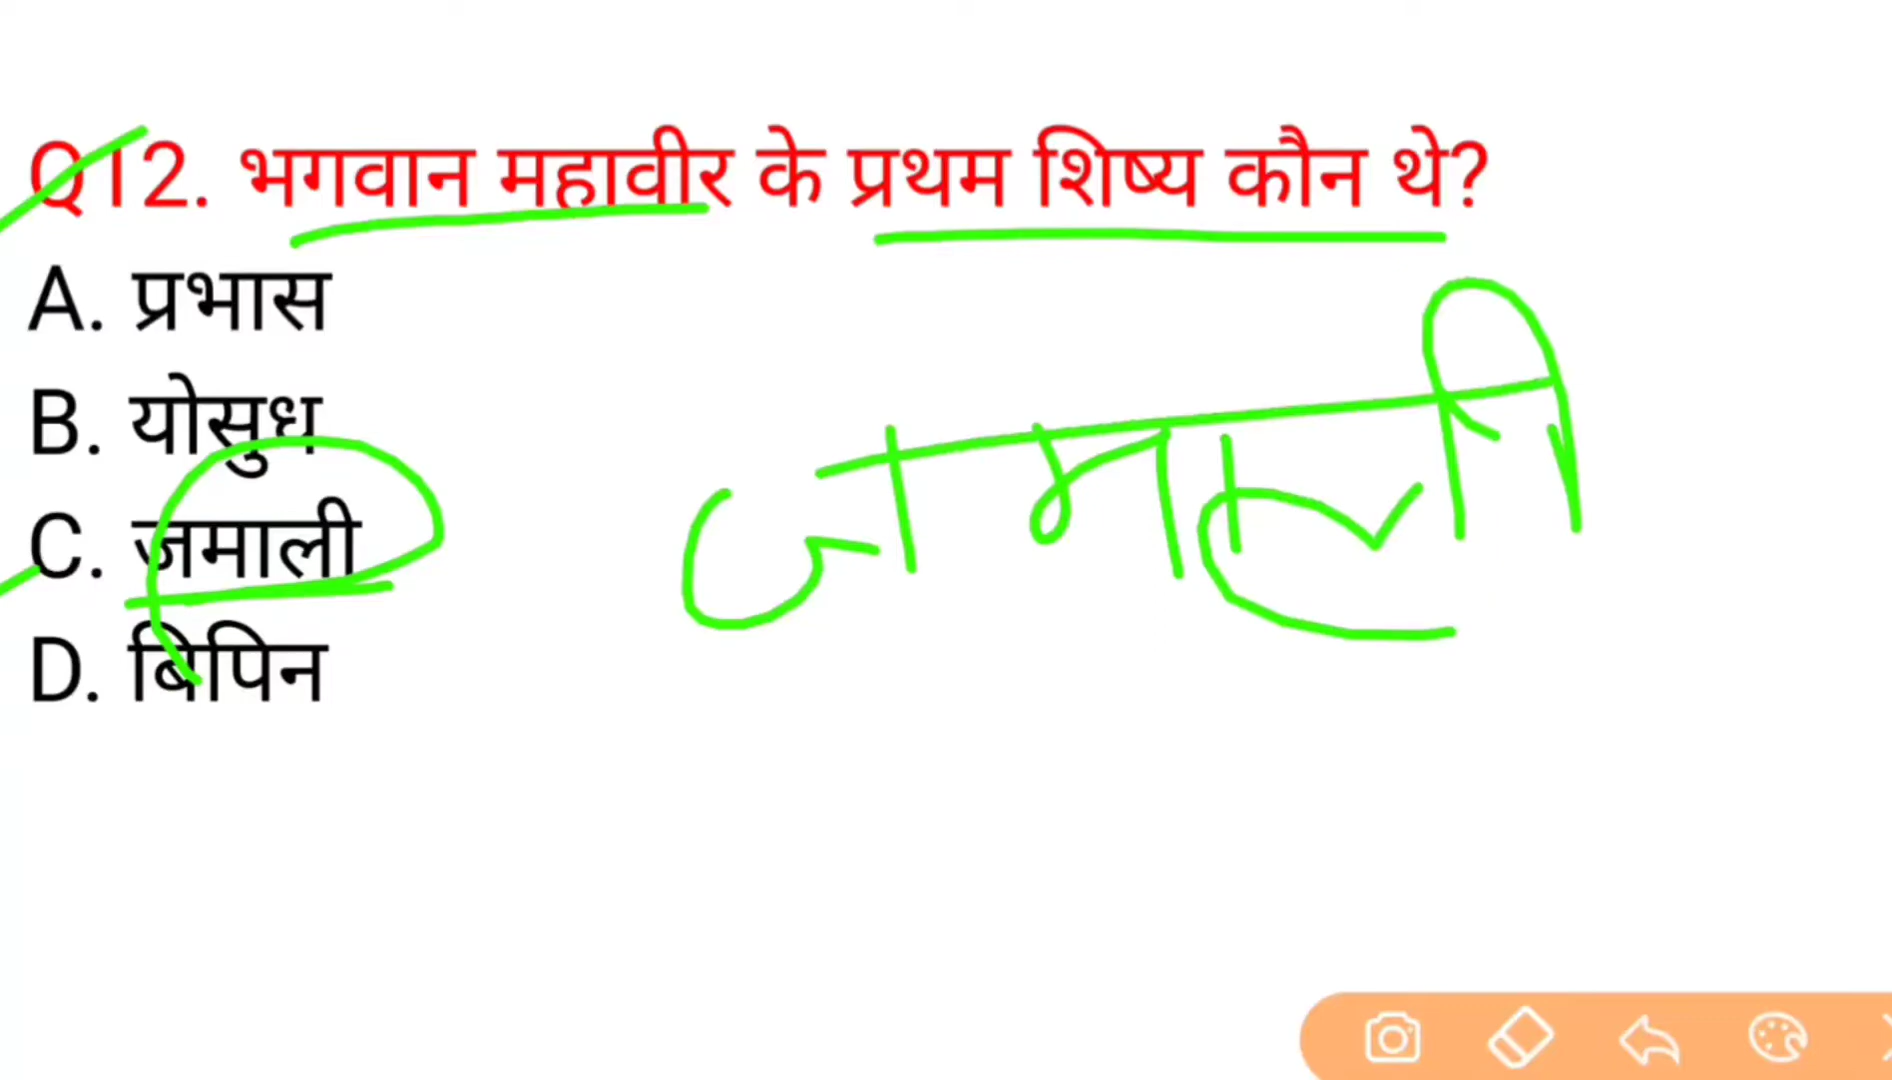 Q12. भगवान महावीर के प्रथम शिष्य कौन थे?
A. प्रभास
B. योसुध
C. जमाली
D. बिपिन
जमाली